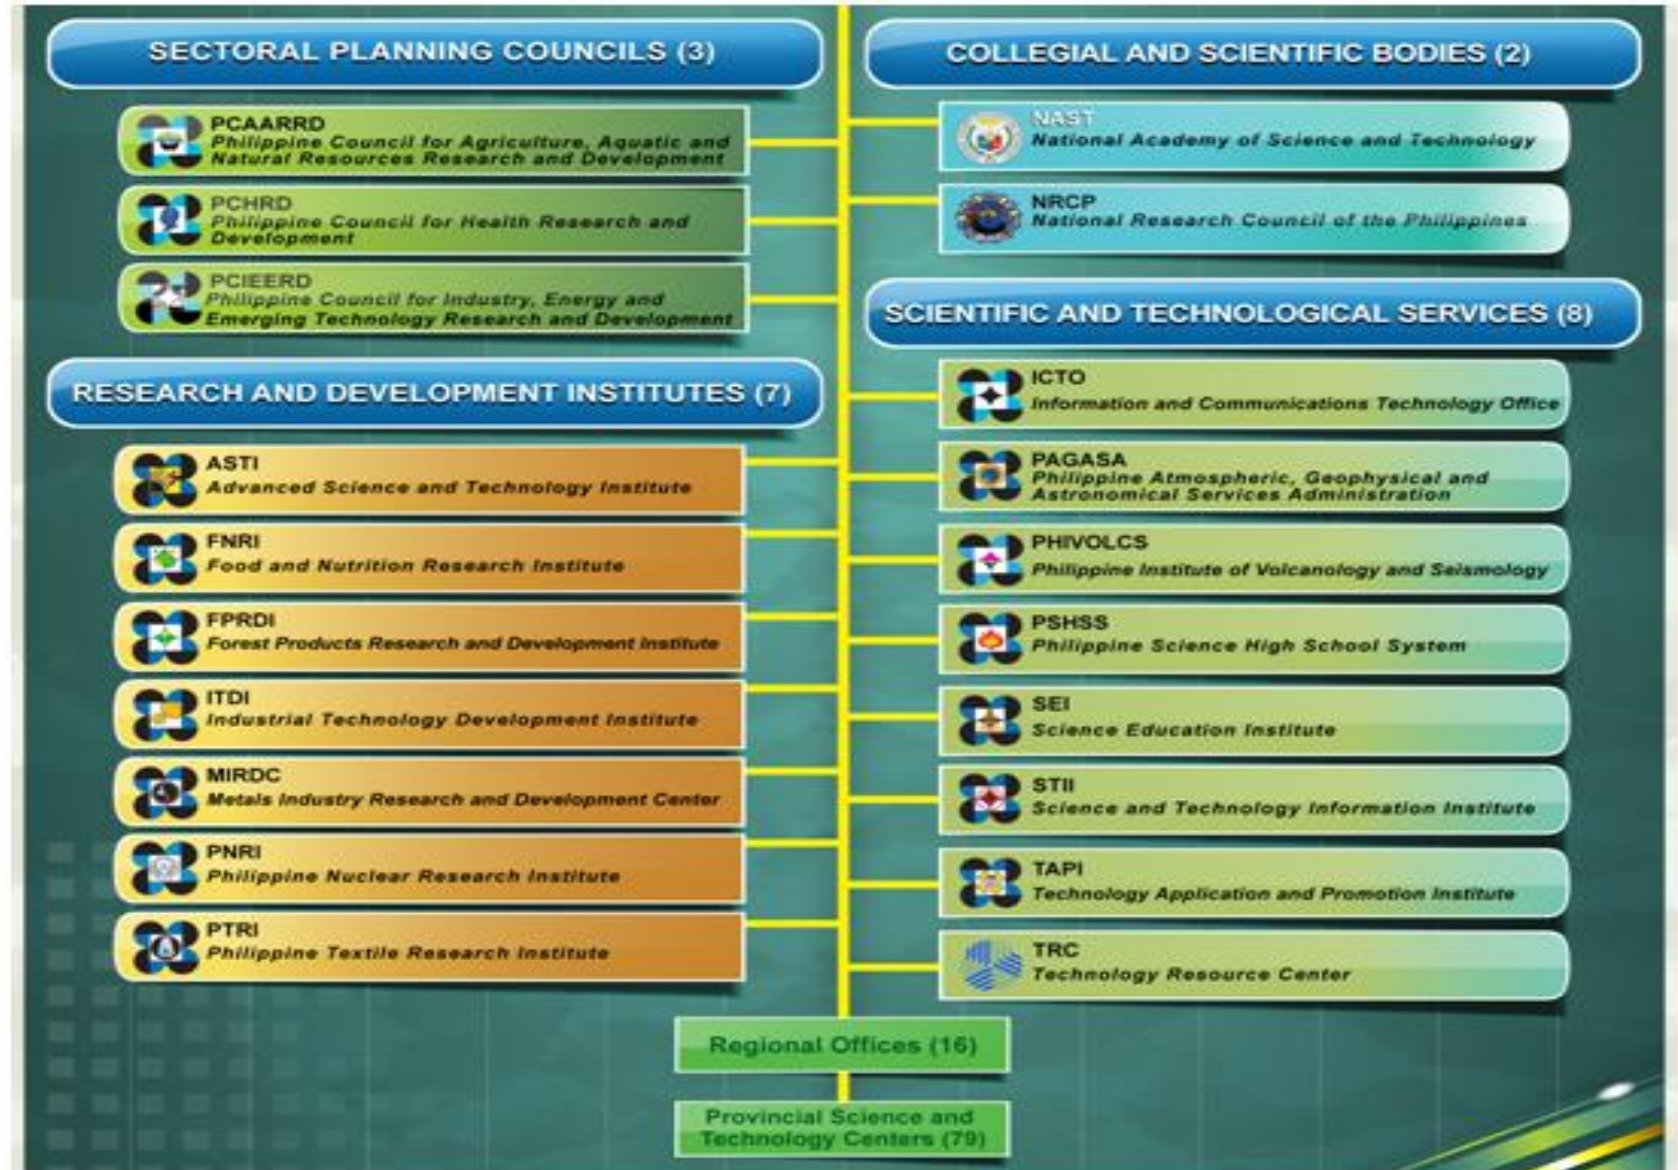 SECTORAL PLANNING COUNCILS (3)
PCAARRD
Philippine Council for Agriculture, Aquatic and
Natural Resources Research and Development
PCHRD
Philippine Council for Health Research and
Development
PCIEERD
Philippine Council for Industry, Energy and
Emerging Technology Research and Development
RESEARCH AND DEVELOPMENT INSTITUTES (7)
ASTI
Advanced Science and Technology Institute
FNRI
Food and Nutrition Research Institute
FPRDI
Forest Products Research and Development Institute
ITDI
Industrial Technology Development Institute
MIRDC
Metals Industry Research and Development Center
PNRI
Philippine Nuclear Research Institute
PTRI
Philippine Textile Research Institute
COLLEGIAL AND SCIENTIFIC BODIES (2)
NAST
National Academy of Science and Technology
NRCP
National Research Council of the Philippines
SCIENTIFIC AND TECHNOLOGICAL SERVICES (8)
ICTO
Information and Communications Technology Office
PAGASA
Philippine Atmospheric, Geophysical and
Astronomical Services Administration
PHIVOLCS
Philippine Institute of Volcanology and Seismology
PSHSS
Philippine Science High School System
SEI
Science Education Institute
STII
Science and Technology Information Institute
TAPI
Technology Application and Promotion Institute
TRC
Technology Resource Center
Regional Offices (16)
Provincial Science and
Technology Centers (79)